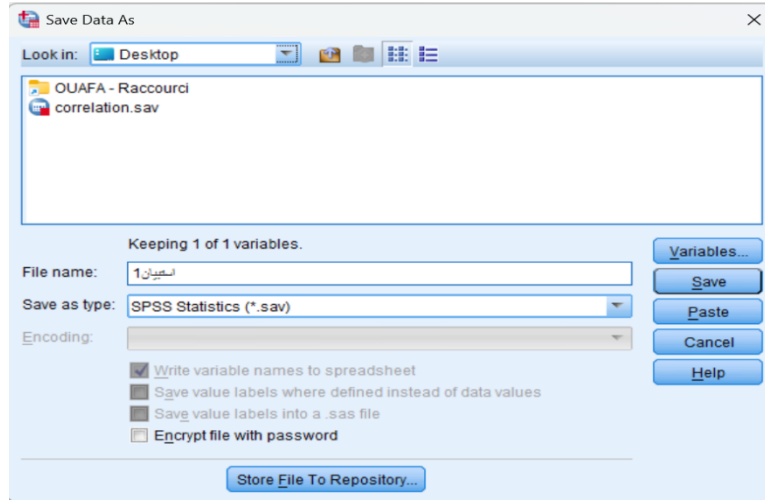 Save Data As
Look in: Desktop
OUAFA - Raccourci
correlation.sav
Keeping 1 of 1 variables.
File name: استبيان1
Save as type: SPSS Statistics (*.sav)
Encoding:
Write variable names to spreadsheet
Save value labels where defined instead of data values
Save value labels into a .sas file
Encrypt file with password
Variables...
Save
Paste
Cancel
Help
Store File To Repository...